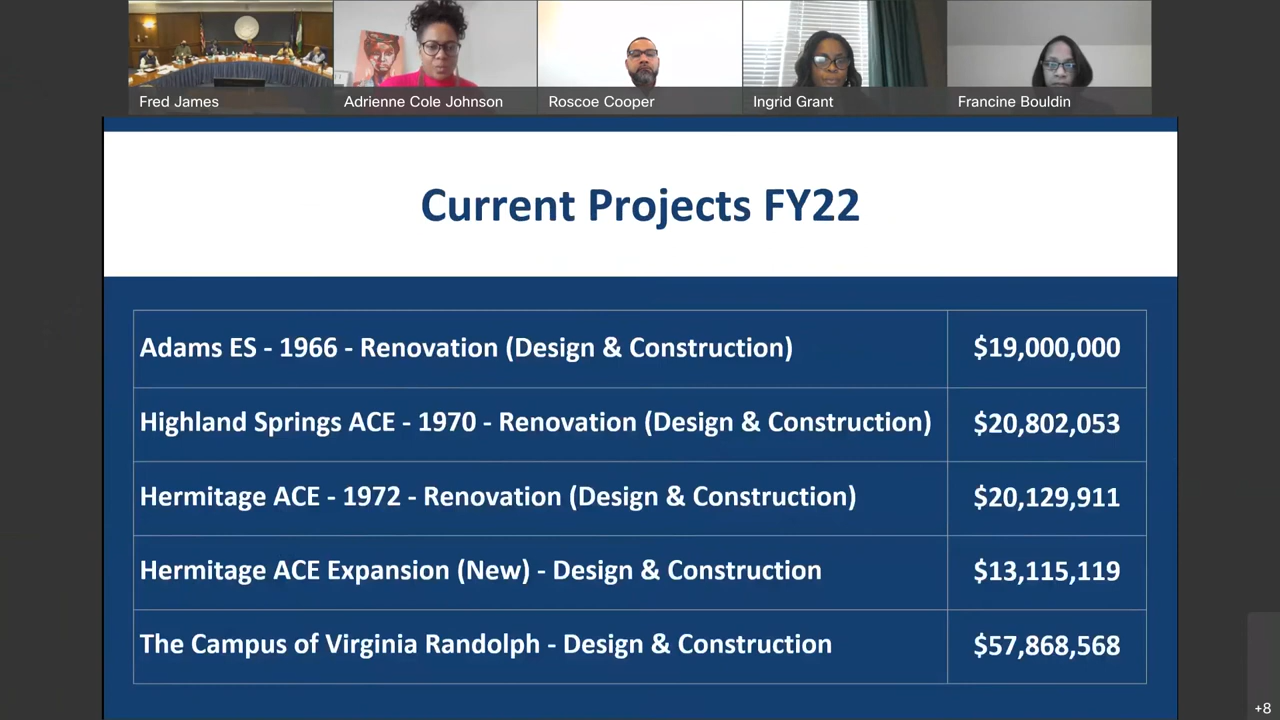 Fred James
Adrienne Cole Johnson
Roscoe Cooper
Ingrid Grant
Francine Bouldin
Current Projects FY22
Adams ES - 1966 - Renovation (Design & Construction) $19,000,000
Highland Springs ACE - 1970 - Renovation (Design & Construction) $20,802,053
Hermitage ACE - 1972 - Renovation (Design & Construction) $20,129,911
Hermitage ACE Expansion (New) - Design & Construction $13,115,119
The Campus of Virginia Randolph - Design & Construction $57,868,568
+8